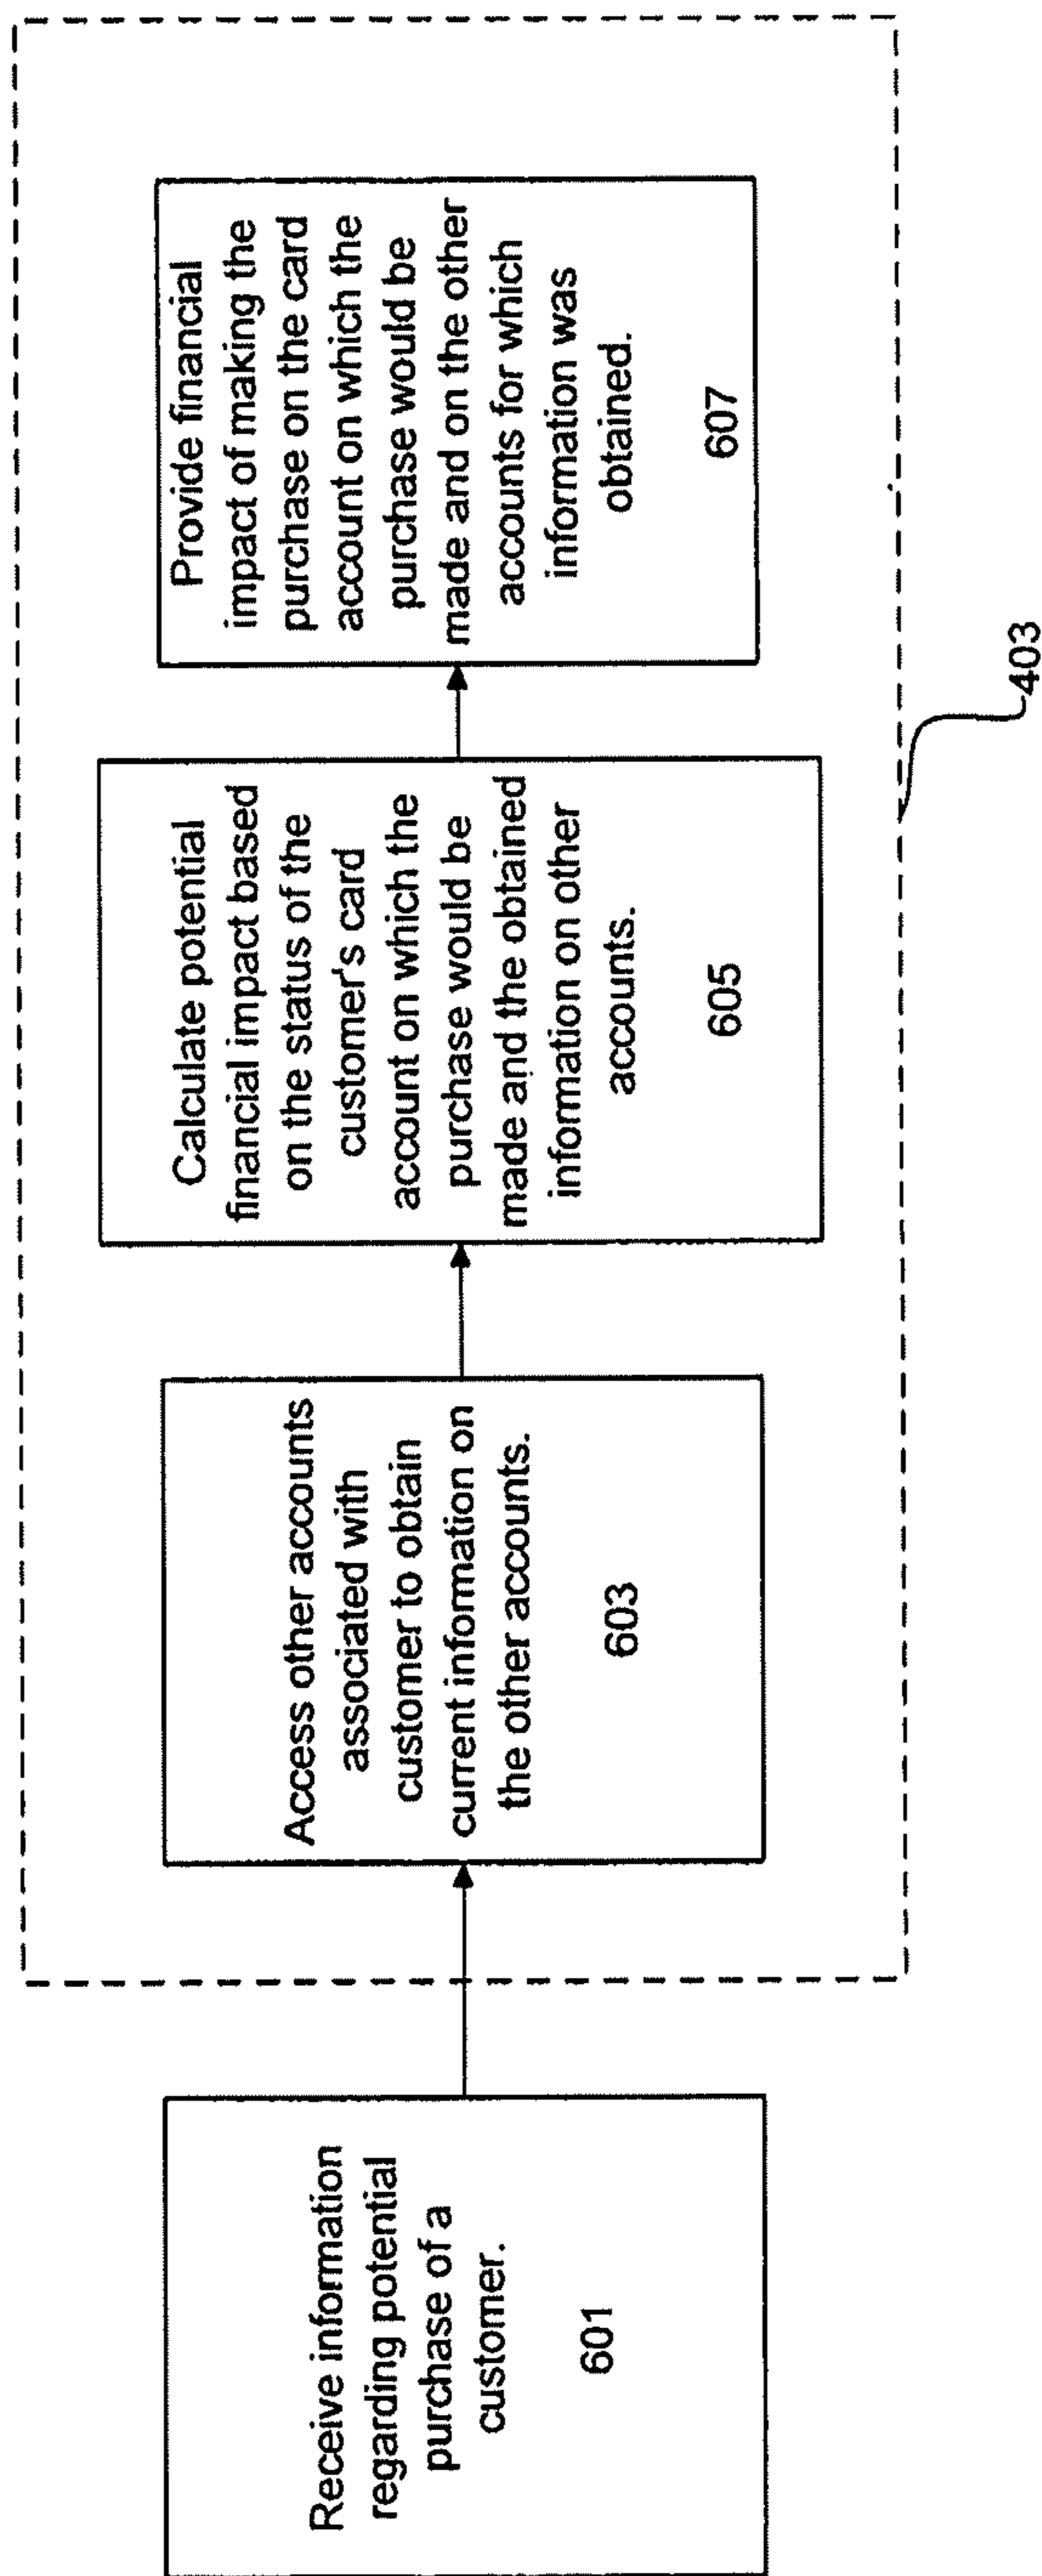 Receive information
regarding potential
purchase of a
customer.
601
Access other accounts
associated with
customer to obtain
current information on
the other accounts.
603
Calculate potential
financial impact based
on the status of the
customer's card
account on which the
purchase would be
made and the obtained
information on other
accounts.
605
Provide financial
impact of making the
purchase on the card
account on which the
purchase would be
made and on the other
accounts for which
information was
obtained.
607
403